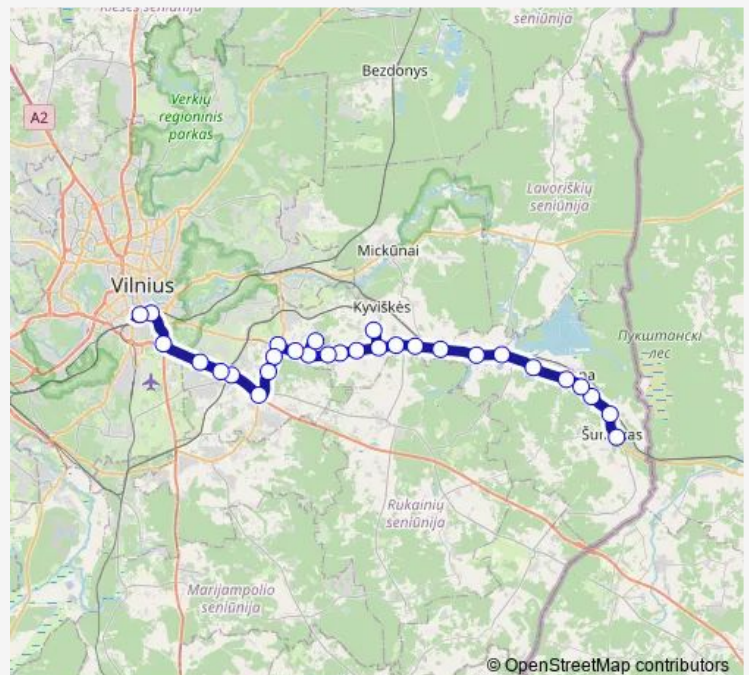 seniūnija
Bezdonys
Verkių
regioninis
parkas
A2
Lavoriškių
seniūnija
Mickūnai
Vilnius
Kyviškės
Пукштанскі
лес
Rukainių
seniūnija
Marijampolio
seniūnija
© OpenStreetMap contributors